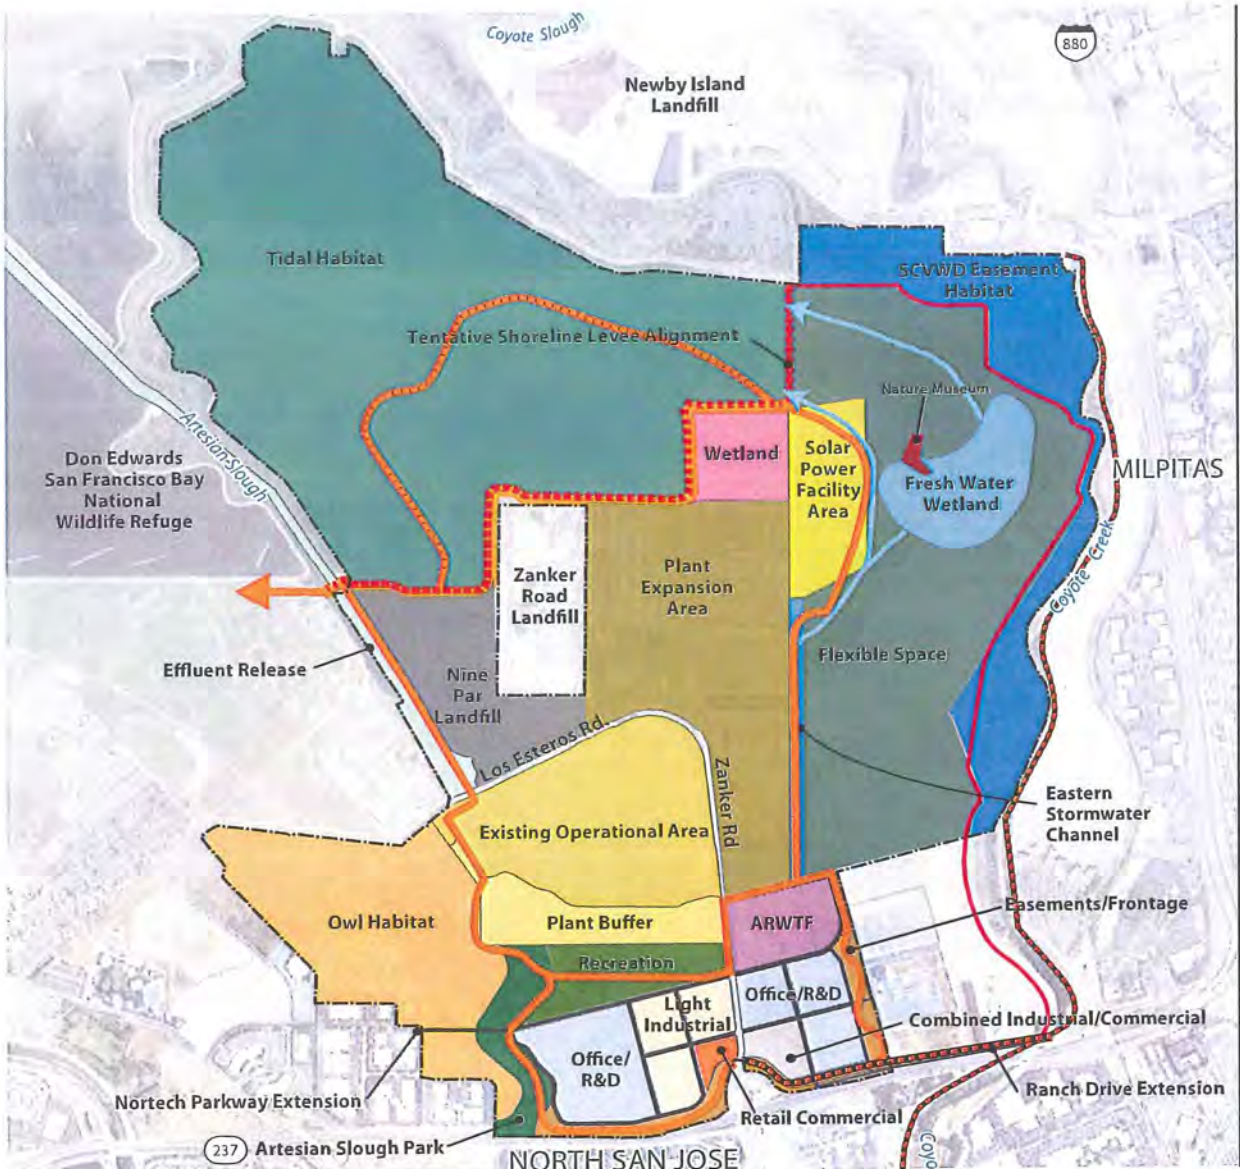 Coyote Slough
880
Newby Island
Landfill
Tidal Habitat
SCVWD Easement
Habitat
Tentative Shoreline Levee Alignment
Nature Museum
Artesian Slough
Don Edwards
San Francisco Bay
National
Wildlife Refuge
Wetland
Solar
Power
Facility
Area
Fresh Water
Wetland
MILPITAS
Coyote Creek
Zanker
Road
Landfill
Plant
Expansion
Area
Effluent Release
Nine
Par
Landfill
Flexible Space
Los Esteros Rd.
Zanker Rd
Eastern
Stormwater
Channel
Existing Operational Area
Owl Habitat
Plant Buffer
ARWTF
Easements/Frontage
Recreation
Light
Industrial
Office/R&D
Combined Industrial/Commercial
Office/
R&D
Ranch Drive Extension
Nortech Parkway Extension
Retail Commercial
237
Artesian Slough Park
NORTH SAN JOSE
Coyo